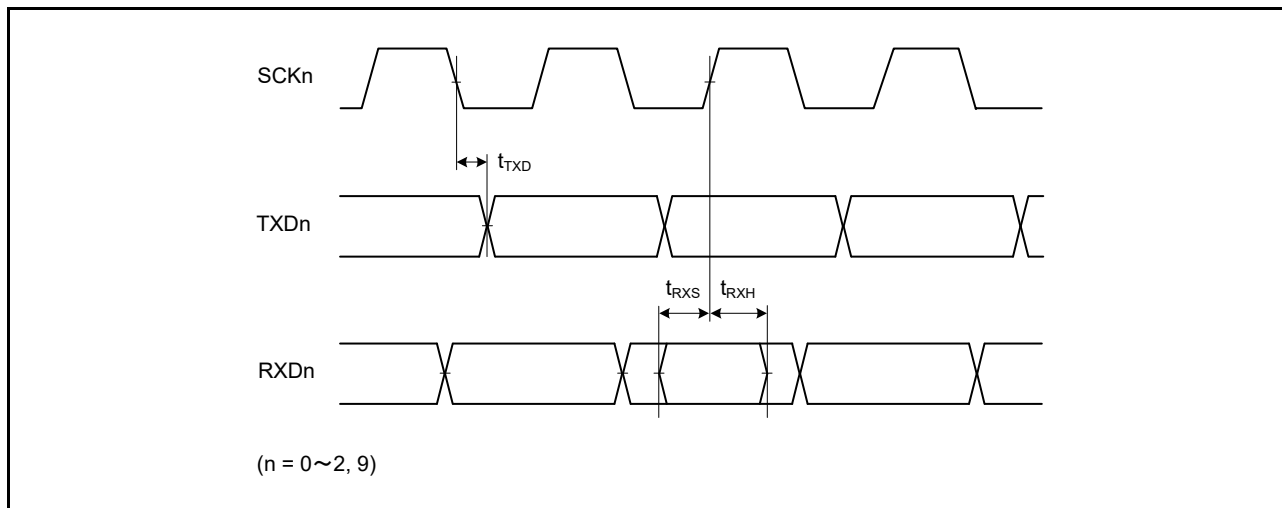 SCKn
tTXD
TXDn
tRXS tRXH
RXDn
(n = 0～2, 9)